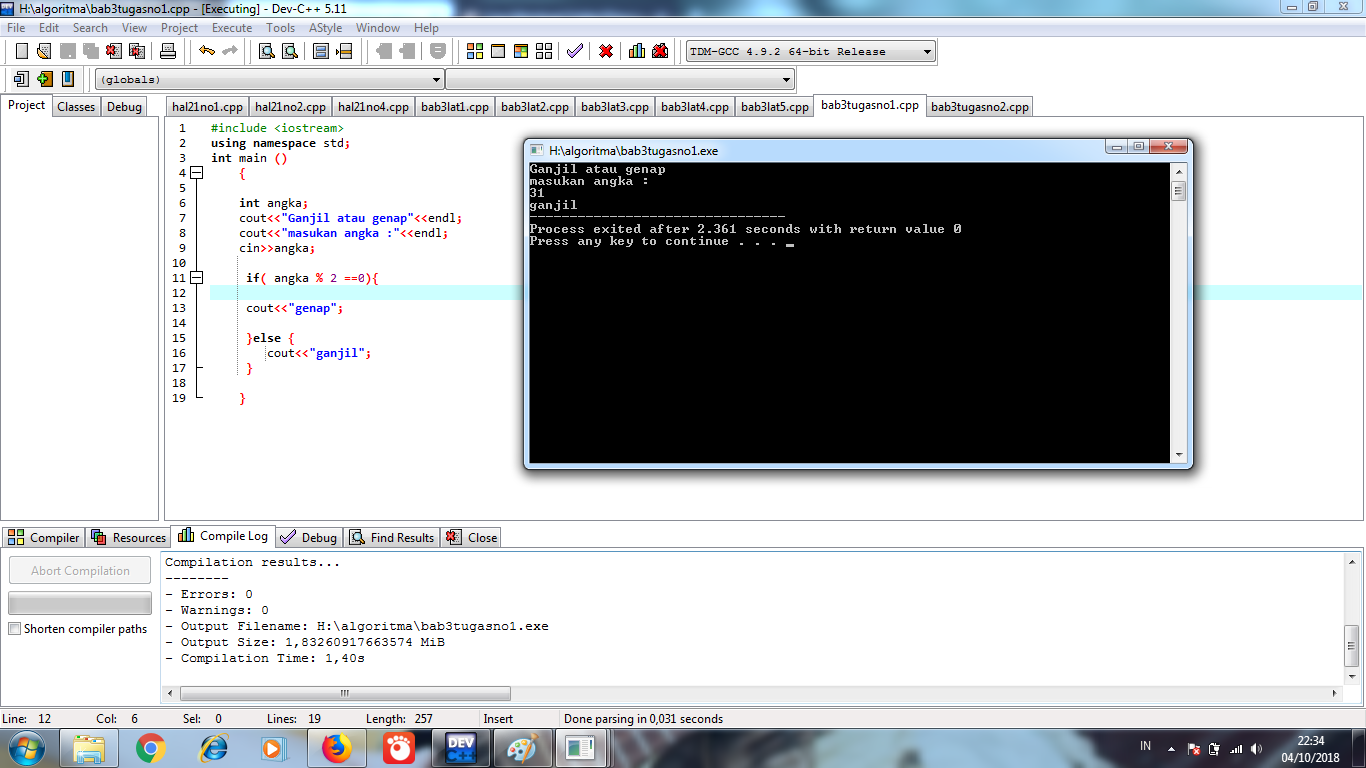 H:\algoritma\bab3tugasno1.cpp - [Executing] - Dev-C++ 5.11
File Edit Search View Project Execute Tools AStyle Window Help
TDM-GCC 4.9.2 64-bit Release
(globals)
Project Classes Debug
hal21no1.cpp hal21no2.cpp hal21no4.cpp bab3lat1.cpp bab3lat2.cpp bab3lat3.cpp bab3lat4.cpp bab3lat5.cpp bab3tugasno1.cpp bab3tugasno2.cpp
1 #include <iostream>
2 using namespace std;
3 int main ()
4 {
5
6 int angka;
7 cout<<"Ganjil atau genap"<<endl;
8 cout<<"masukan angka :"<<endl;
9 cin>>angka;
10
11 if( angka % 2 ==0){
12
13 cout<<"genap";
14
15 }else {
16 cout<<"ganjil";
17 }
18
19 }
H:\algoritma\bab3tugasno1.exe
Ganjil atau genap
masukan angka :
31
ganjil
--------------------------------
Process exited after 2.361 seconds with return value 0
Press any key to continue . . . _
Compiler Resources Compile Log Debug Find Results Close
Abort Compilation
Shorten compiler paths
Compilation results...
--------
- Errors: 0
- Warnings: 0
- Output Filename: H:\algoritma\bab3tugasno1.exe
- Output Size: 1,83260917663574 MiB
- Compilation Time: 1,40s
Line: 12 Col: 6 Sel: 0 Lines: 19 Length: 257 Insert Done parsing in 0,031 seconds
DEV C++
IN
22:34
04/10/2018